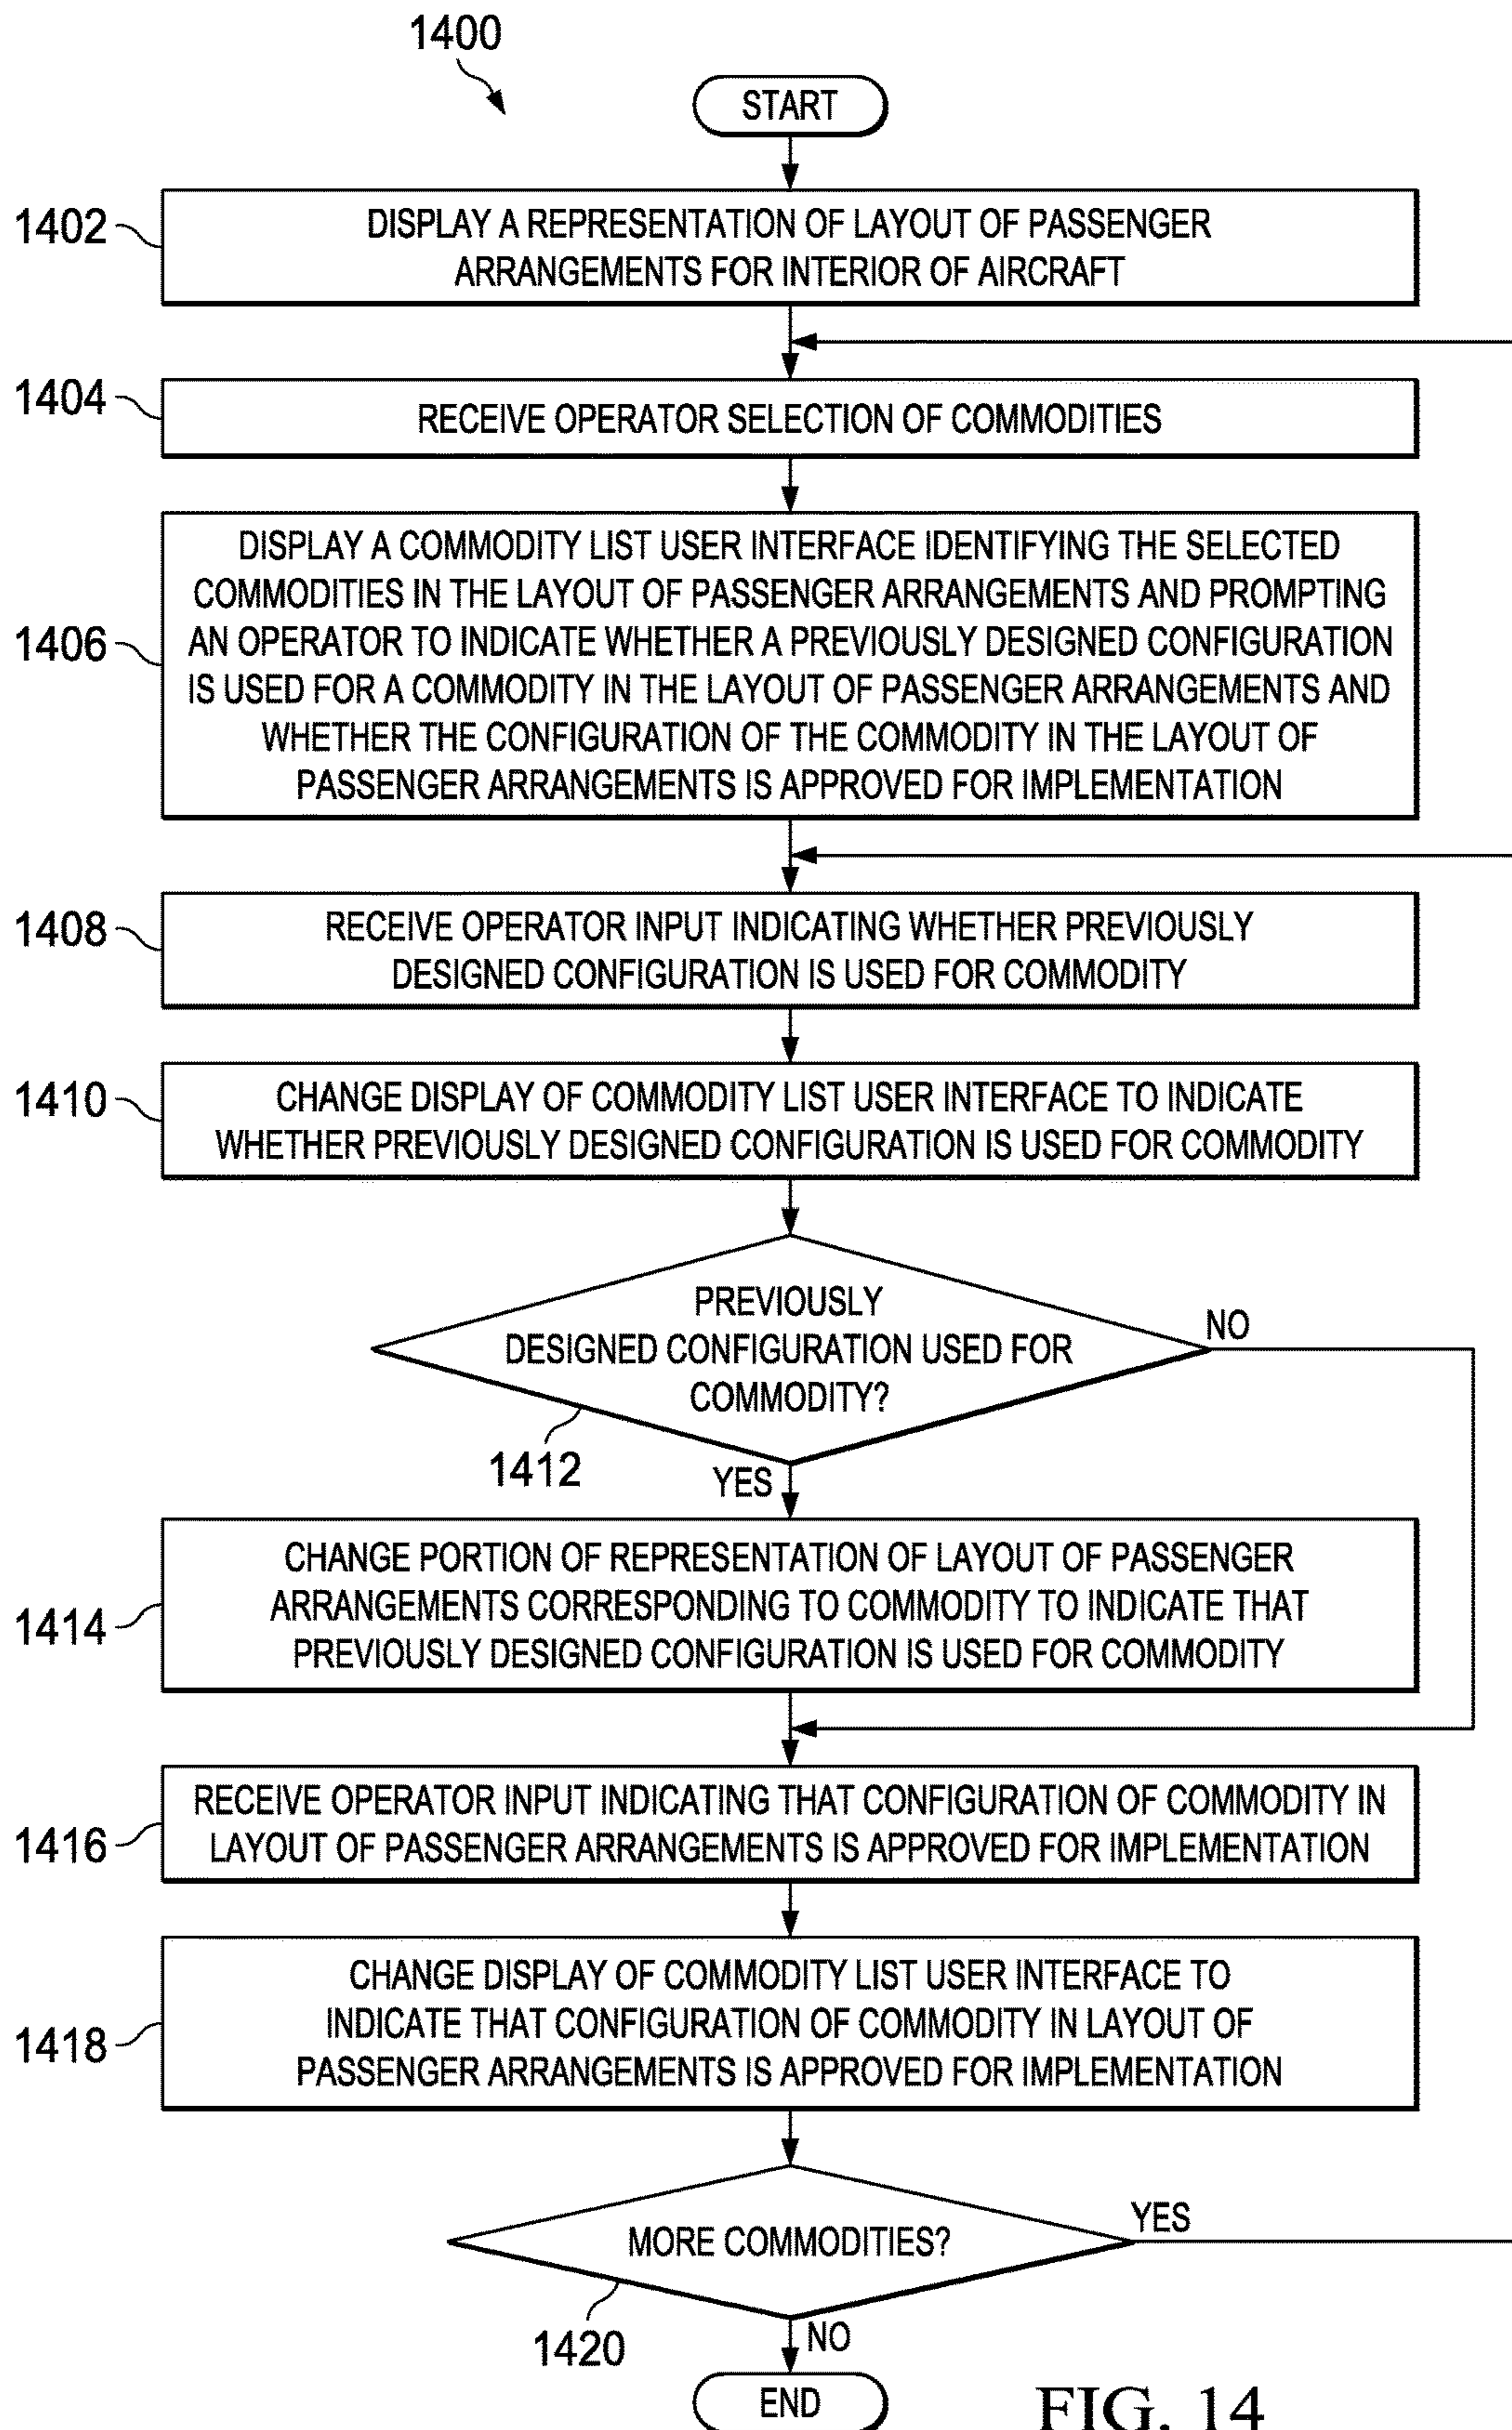 1400
START
1402
DISPLAY A REPRESENTATION OF LAYOUT OF PASSENGER
ARRANGEMENTS FOR INTERIOR OF AIRCRAFT
1404
RECEIVE OPERATOR SELECTION OF COMMODITIES
1406
DISPLAY A COMMODITY LIST USER INTERFACE IDENTIFYING THE SELECTED
COMMODITIES IN THE LAYOUT OF PASSENGER ARRANGEMENTS AND PROMPTING
AN OPERATOR TO INDICATE WHETHER A PREVIOUSLY DESIGNED CONFIGURATION
IS USED FOR A COMMODITY IN THE LAYOUT OF PASSENGER ARRANGEMENTS AND
WHETHER THE CONFIGURATION OF THE COMMODITY IN THE LAYOUT OF
PASSENGER ARRANGEMENTS IS APPROVED FOR IMPLEMENTATION
1408
RECEIVE OPERATOR INPUT INDICATING WHETHER PREVIOUSLY
DESIGNED CONFIGURATION IS USED FOR COMMODITY
1410
CHANGE DISPLAY OF COMMODITY LIST USER INTERFACE TO INDICATE
WHETHER PREVIOUSLY DESIGNED CONFIGURATION IS USED FOR COMMODITY
PREVIOUSLY
DESIGNED CONFIGURATION USED FOR
COMMODITY?
NO
1412
YES
1414
CHANGE PORTION OF REPRESENTATION OF LAYOUT OF PASSENGER
ARRANGEMENTS CORRESPONDING TO COMMODITY TO INDICATE THAT
PREVIOUSLY DESIGNED CONFIGURATION IS USED FOR COMMODITY
1416
RECEIVE OPERATOR INPUT INDICATING THAT CONFIGURATION OF COMMODITY IN
LAYOUT OF PASSENGER ARRANGEMENTS IS APPROVED FOR IMPLEMENTATION
1418
CHANGE DISPLAY OF COMMODITY LIST USER INTERFACE TO
INDICATE THAT CONFIGURATION OF COMMODITY IN LAYOUT OF
PASSENGER ARRANGEMENTS IS APPROVED FOR IMPLEMENTATION
MORE COMMODITIES?
YES
1420
NO
END
FIG. 14